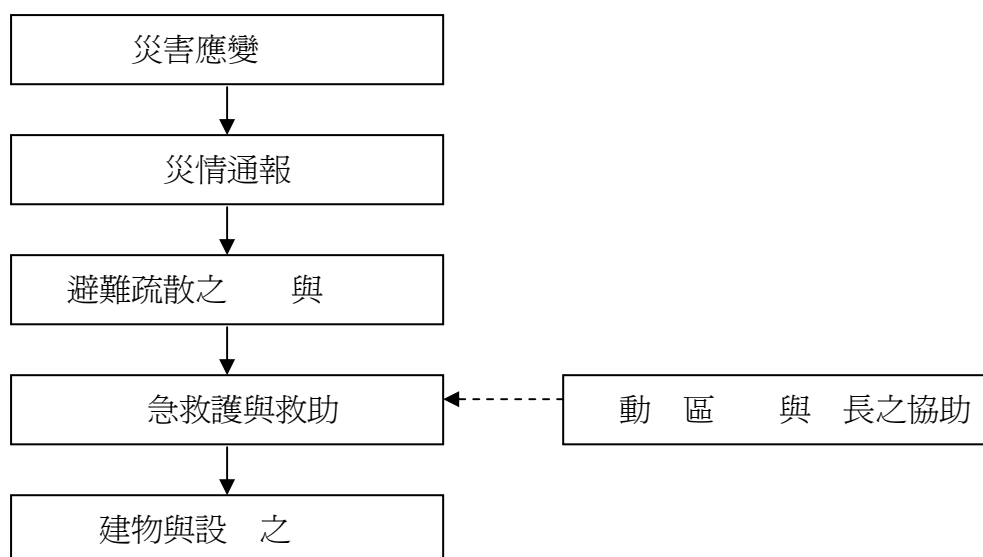 災害應變
災情通報
避難疏散之　　與
急救護與救助
動　區　　與　長之協助
建物與設　之